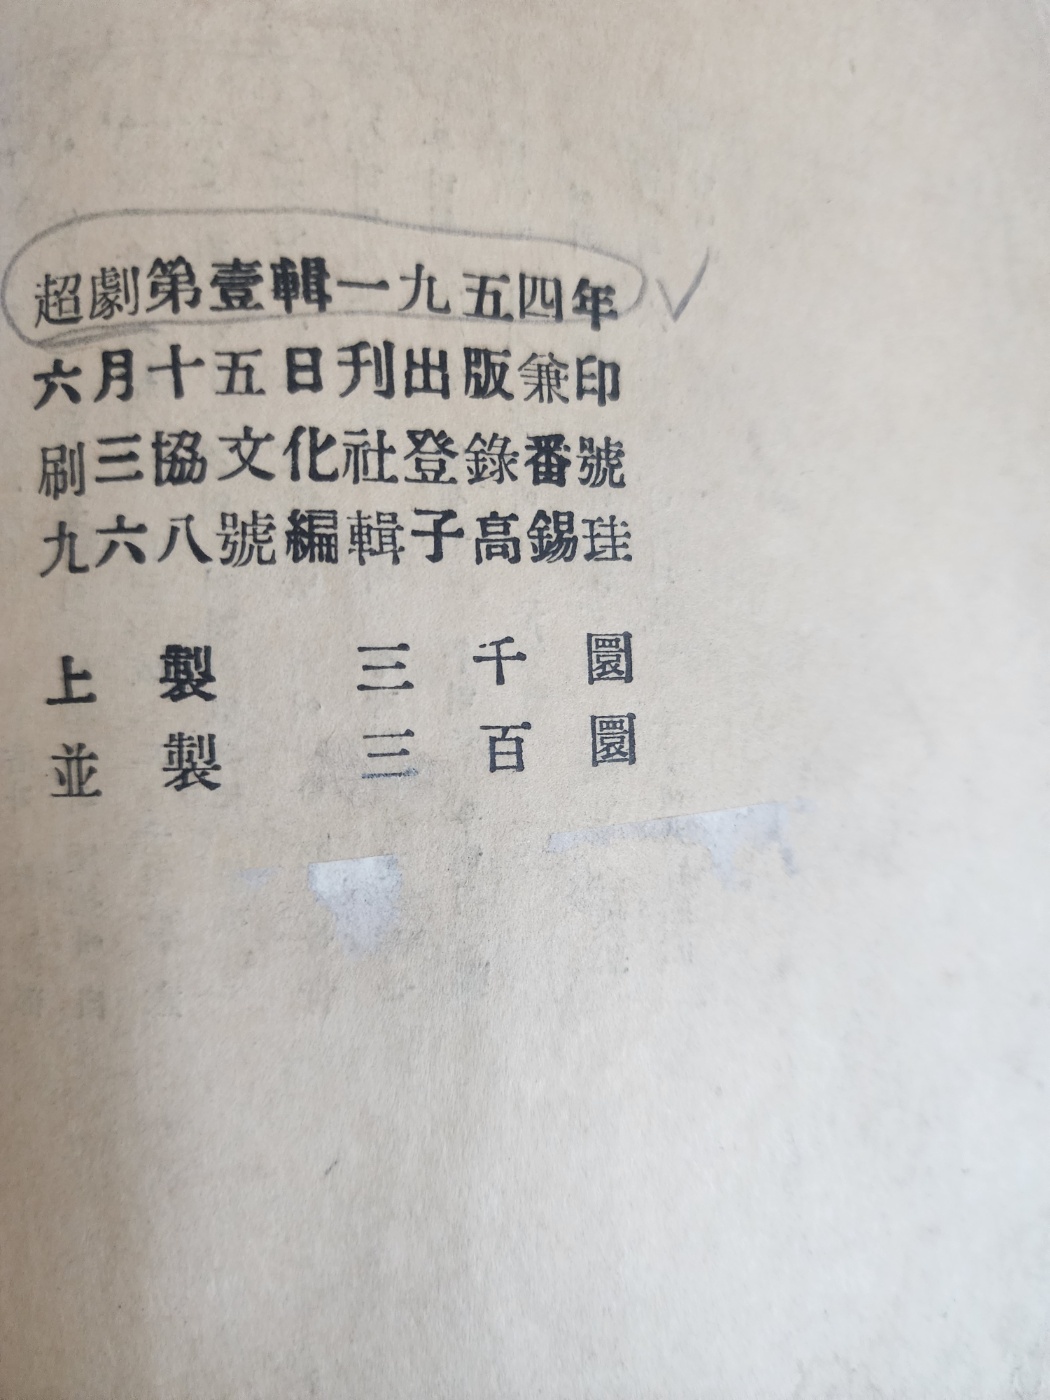 超劇第壹輯一九五四年
六月十五日刊出版兼印
刷三協文化社登錄番號
九六八號編輯子高錫珪
上製 三千圜
並製 三百圜